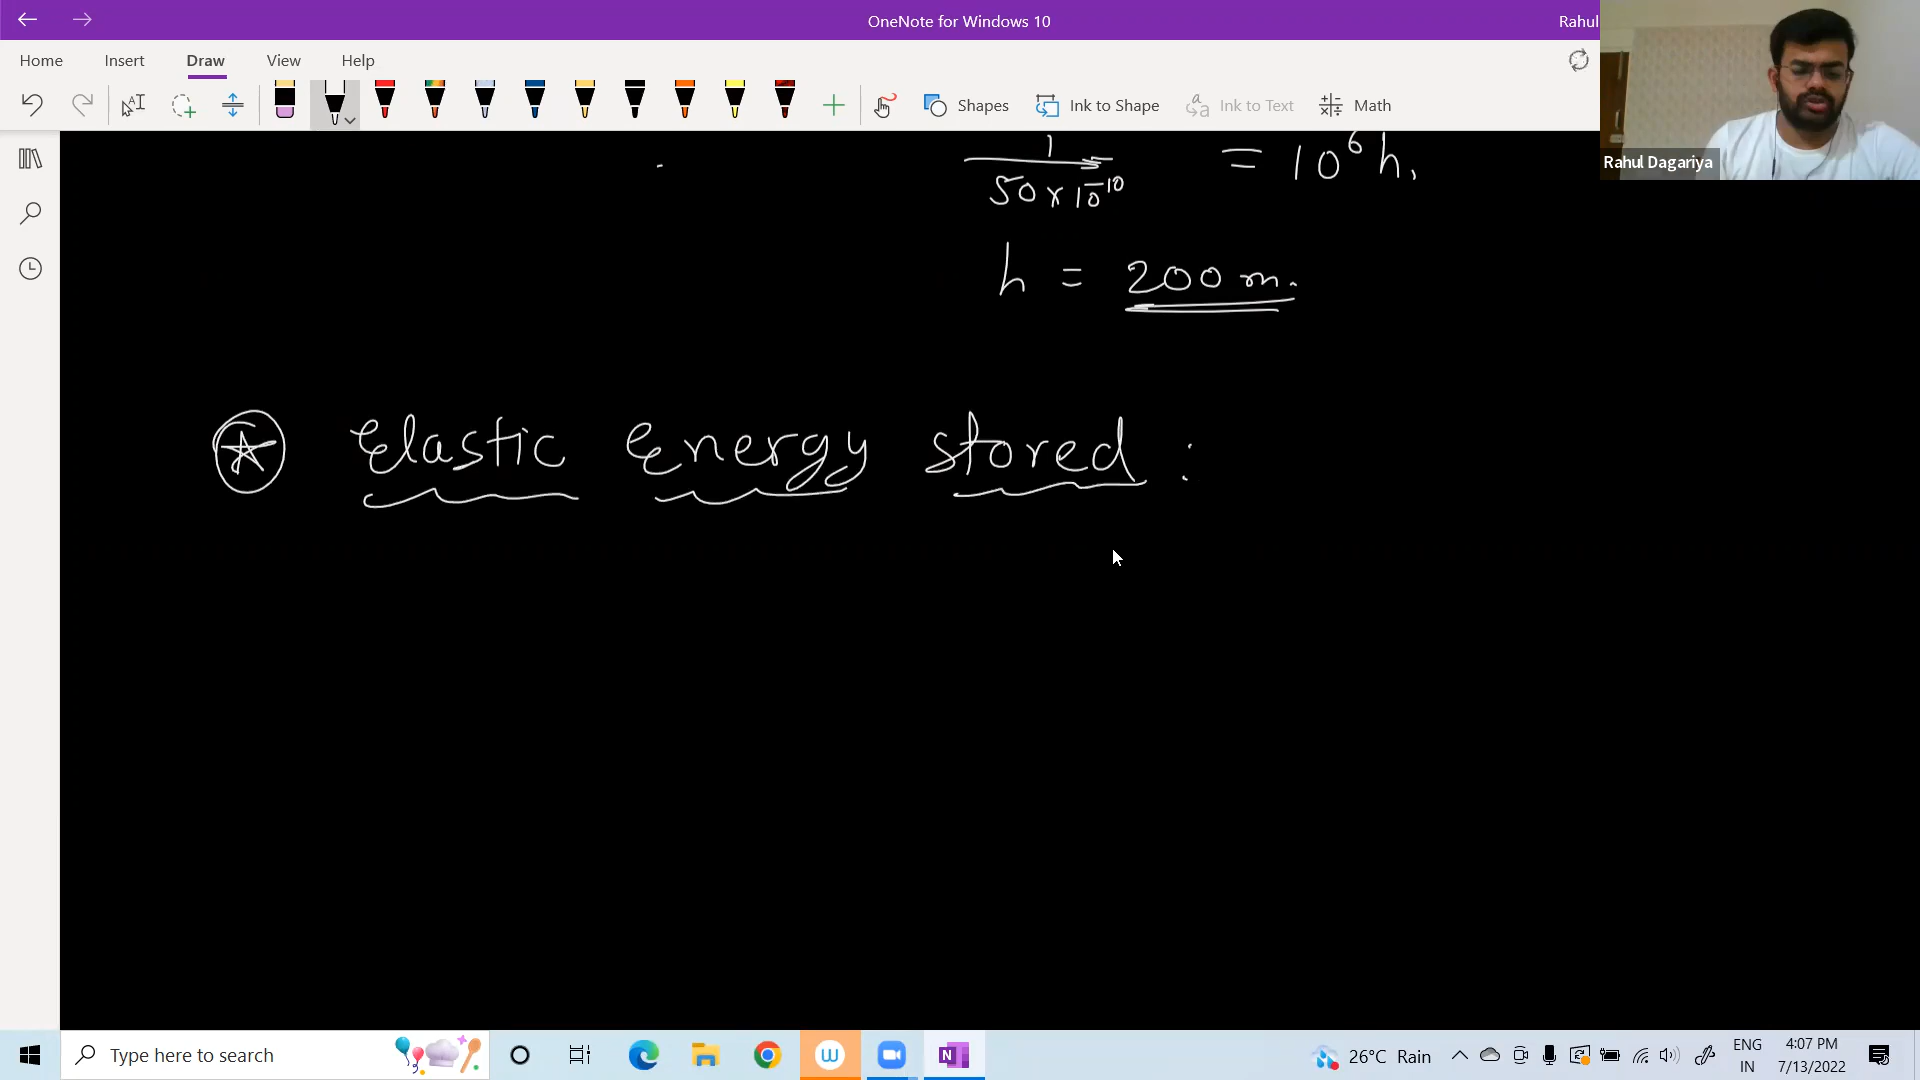 OneNote for Windows 10
Rahul
Home Insert Draw View Help
Shapes Ink to Shape Ink to Text Math
Rahul Dagariya
1
50 x 10^-10 = 10^6 h,
h = 200 m.
Elastic Energy stored :
Type here to search
26°C Rain
ENG
IN
4:07 PM
7/13/2022